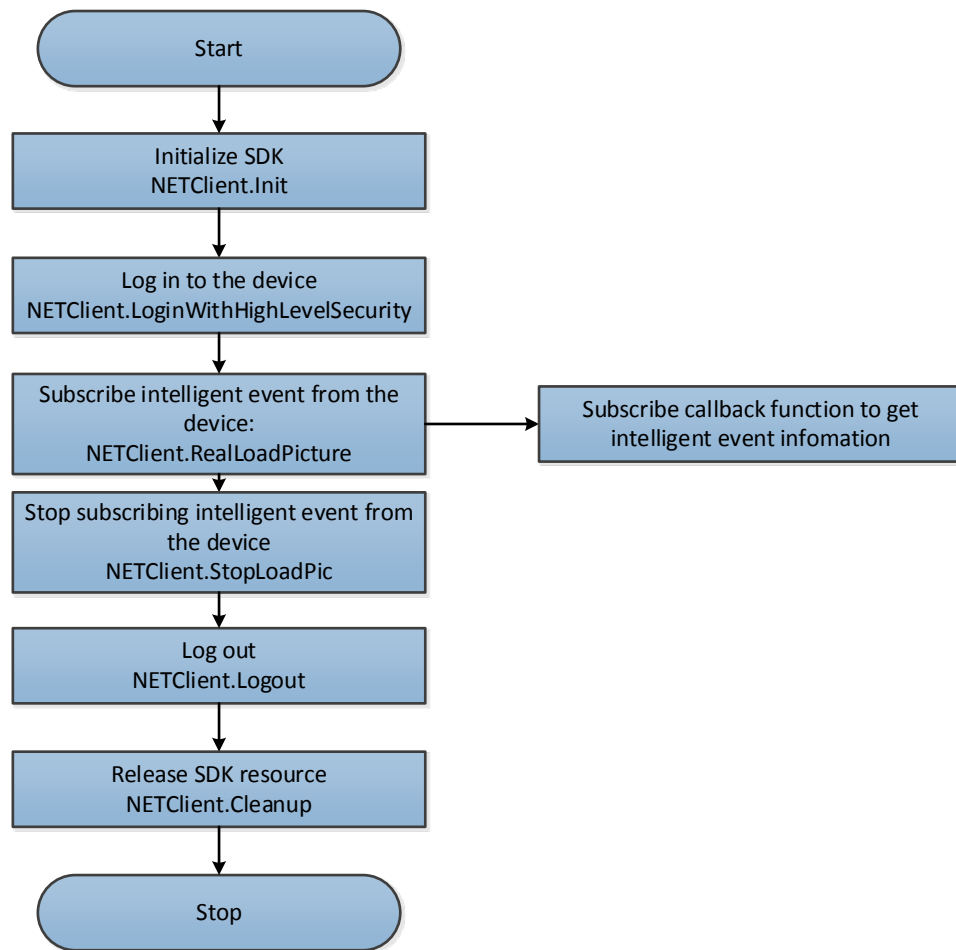 Start
Initialize SDK
NETClient.Init
Log in to the device
NETClient.LoginWithHighLevelSecurity
Subscribe intelligent event from the
device:
NETClient.RealLoadPicture
Subscribe callback function to get
intelligent event infomation
Stop subscribing intelligent event from
the device
NETClient.StopLoadPic
Log out
NETClient.Logout
Release SDK resource
NETClient.Cleanup
Stop